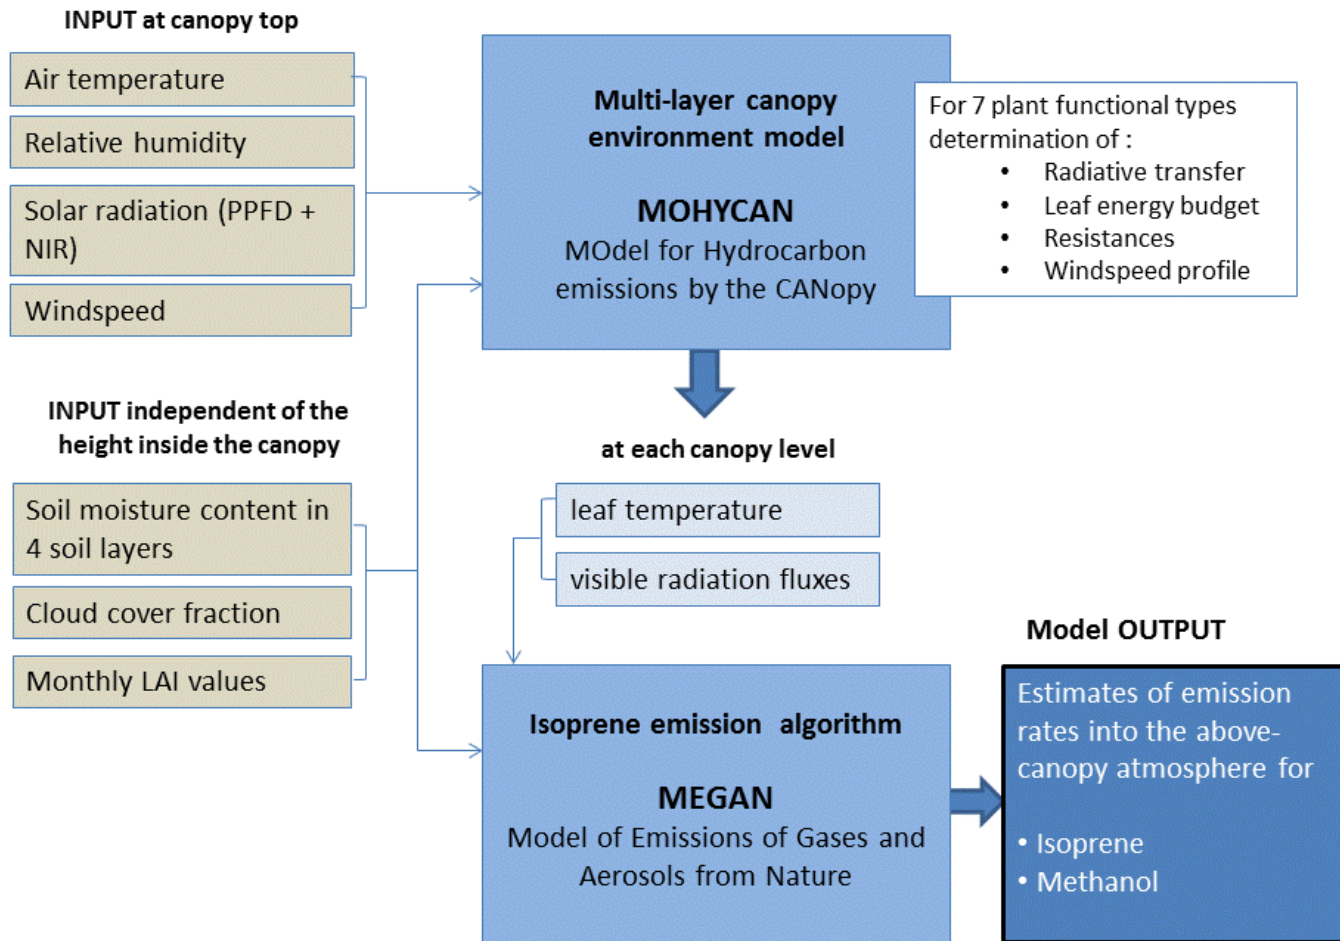 INPUT at canopy top
Air temperature
Relative humidity
Solar radiation (PPFD +
NIR)
Windspeed
Multi-layer canopy
environment model
MOHYCAN
MOdel for Hydrocarbon
emissions by the CANopy
For 7 plant functional types
determination of :
• Radiative transfer
• Leaf energy budget
• Resistances
• Windspeed profile
INPUT independent of the
height inside the canopy
Soil moisture content in
4 soil layers
Cloud cover fraction
Monthly LAI values
at each canopy level
leaf temperature
visible radiation fluxes
Isoprene emission algorithm
MEGAN
Model of Emissions of Gases and
Aerosols from Nature
Model OUTPUT
Estimates of emission
rates into the above-
canopy atmosphere for
• Isoprene
• Methanol